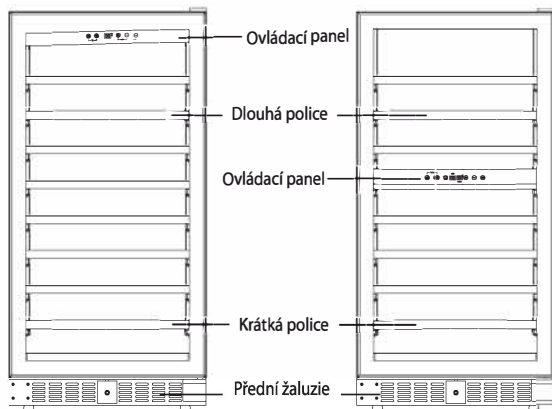 Ovládací panel
Dlouhá police
Ovládací panel
Krátká police
Přední žaluzie